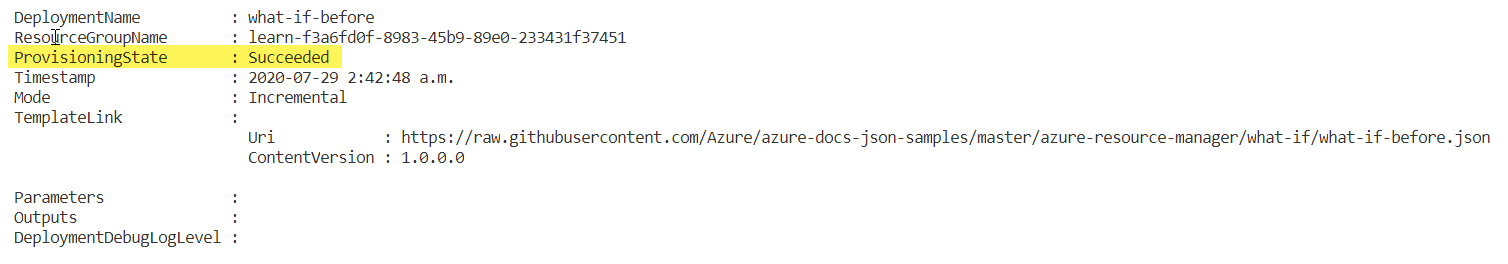 DeploymentName          : what-if-before
ResourceGroupName       : learn-f3a6fd0f-8983-45b9-89e0-233431f37451
ProvisioningState       : Succeeded
Timestamp               : 2020-07-29 2:42:48 a.m.
Mode                    : Incremental
TemplateLink            :
                          Uri            : https://raw.githubusercontent.com/Azure/azure-docs-json-samples/master/azure-resource-manager/what-if/what-if-before.json
                          ContentVersion : 1.0.0.0
Parameters              :
Outputs                 :
DeploymentDebugLogLevel :